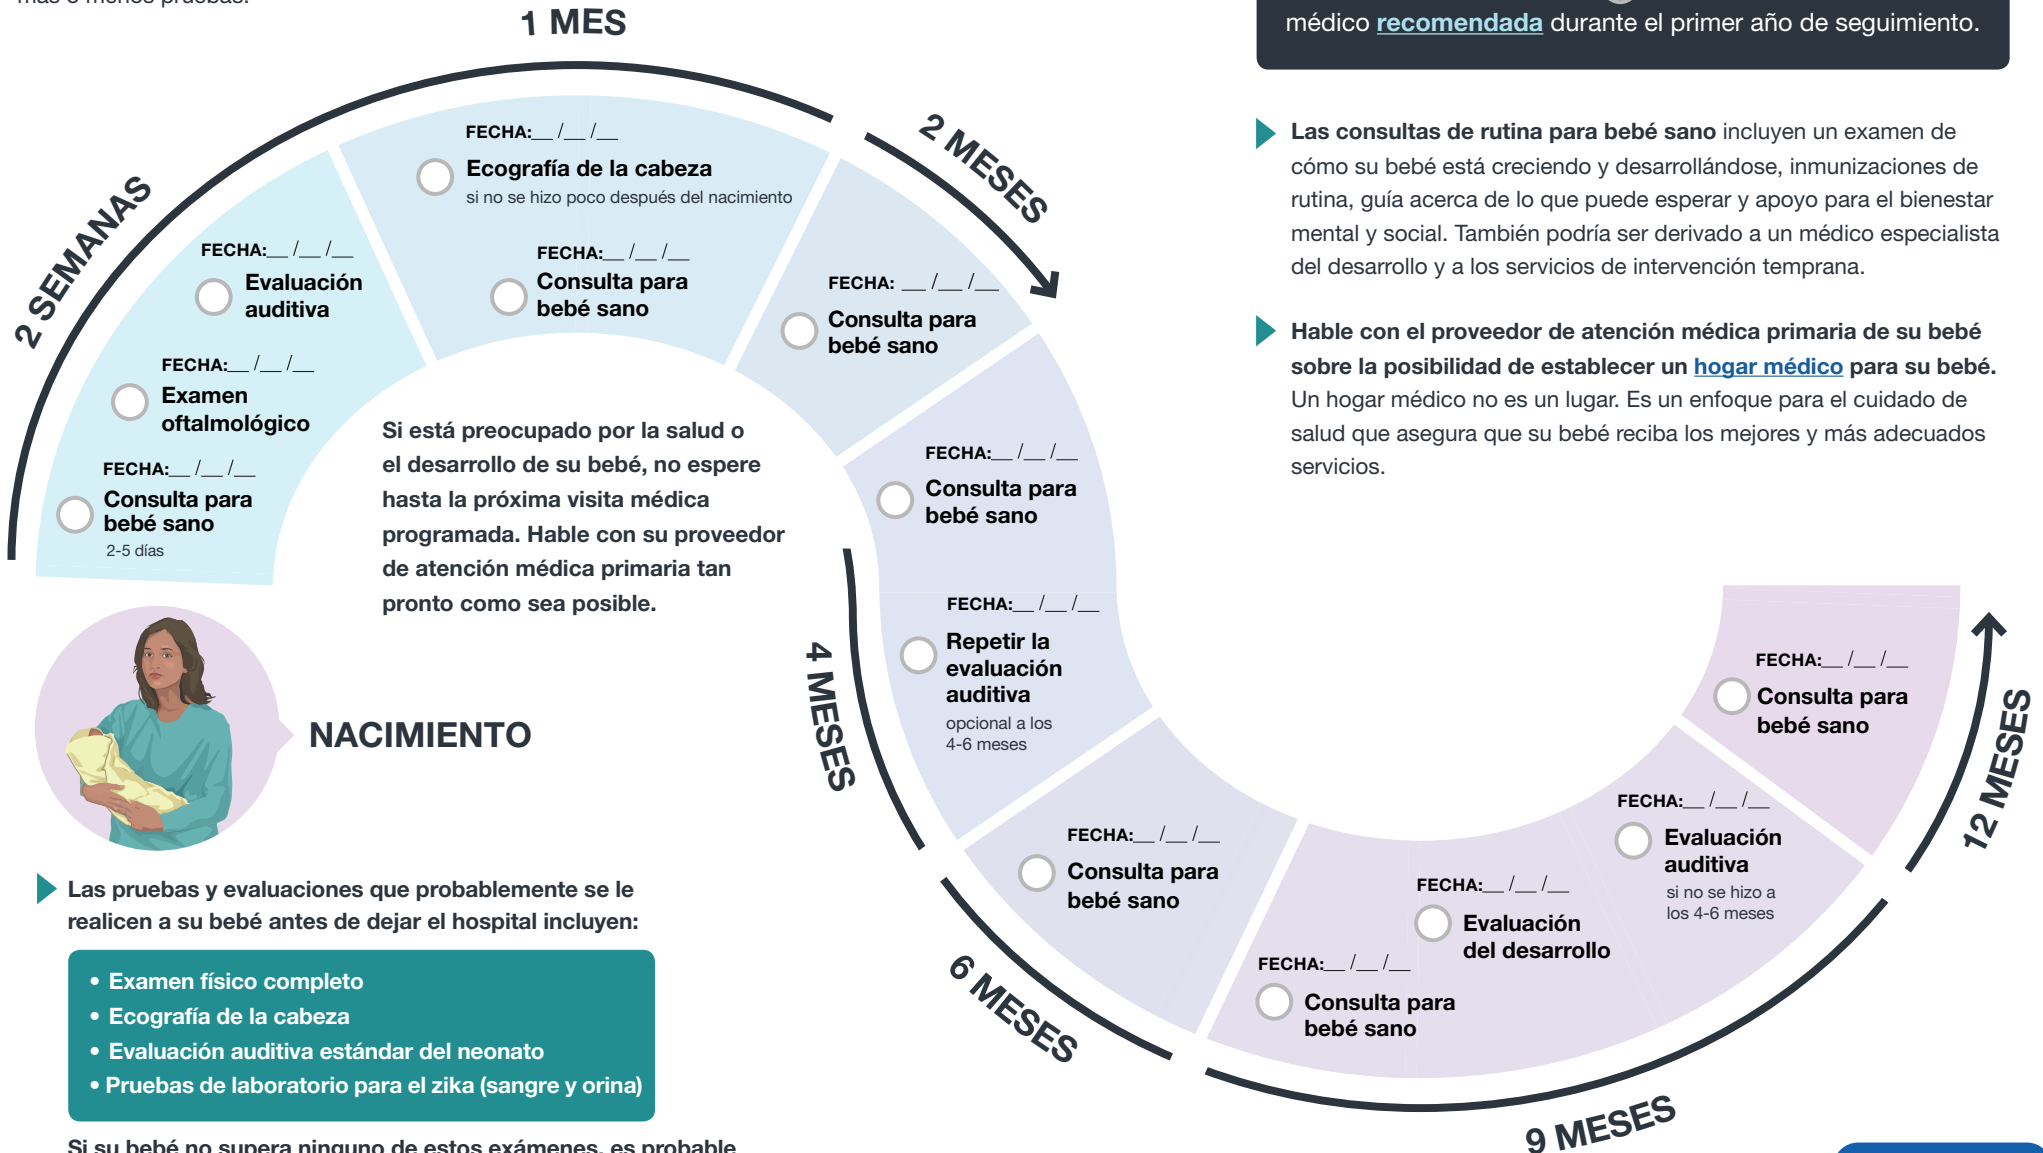 más o menos pruebas.
médico recomendada durante el primer año de seguimiento.
2 SEMANAS
FECHA:__ /__ /__
Consulta para
bebé sano
2-5 días
FECHA:__ /__ /__
Examen
oftalmológico
FECHA:__ /__ /__
Evaluación
auditiva
1 MES
FECHA:__ /__ /__
Ecografía de la cabeza
si no se hizo poco después del nacimiento
FECHA:__ /__ /__
Consulta para
bebé sano
2 MESES
FECHA: __ /__ /__
Consulta para
bebé sano
FECHA:__ /__ /__
Consulta para
bebé sano
4 MESES
FECHA:__ /__ /__
Repetir la
evaluación
auditiva
opcional a los
4-6 meses
6 MESES
FECHA:__ /__ /__
Consulta para
bebé sano
9 MESES
FECHA:__ /__ /__
Consulta para
bebé sano
FECHA:__ /__ /__
Evaluación
del desarrollo
FECHA:__ /__ /__
Evaluación
auditiva
si no se hizo a
los 4-6 meses
12 MESES
FECHA:__ /__ /__
Consulta para
bebé sano
Si está preocupado por la salud o
el desarrollo de su bebé, no espere
hasta la próxima visita médica
programada. Hable con su proveedor
de atención médica primaria tan
pronto como sea posible.
NACIMIENTO
Las pruebas y evaluaciones que probablemente se le
realicen a su bebé antes de dejar el hospital incluyen:
• Examen físico completo
• Ecografía de la cabeza
• Evaluación auditiva estándar del neonato
• Pruebas de laboratorio para el zika (sangre y orina)
Si su bebé no supera ninguno de estos exámenes, es probable
Las consultas de rutina para bebé sano incluyen un examen de
cómo su bebé está creciendo y desarrollándose, inmunizaciones de
rutina, guía acerca de lo que puede esperar y apoyo para el bienestar
mental y social. También podría ser derivado a un médico especialista
del desarrollo y a los servicios de intervención temprana.
Hable con el proveedor de atención médica primaria de su bebé
sobre la posibilidad de establecer un hogar médico para su bebé.
Un hogar médico no es un lugar. Es un enfoque para el cuidado de
salud que asegura que su bebé reciba los mejores y más adecuados
servicios.